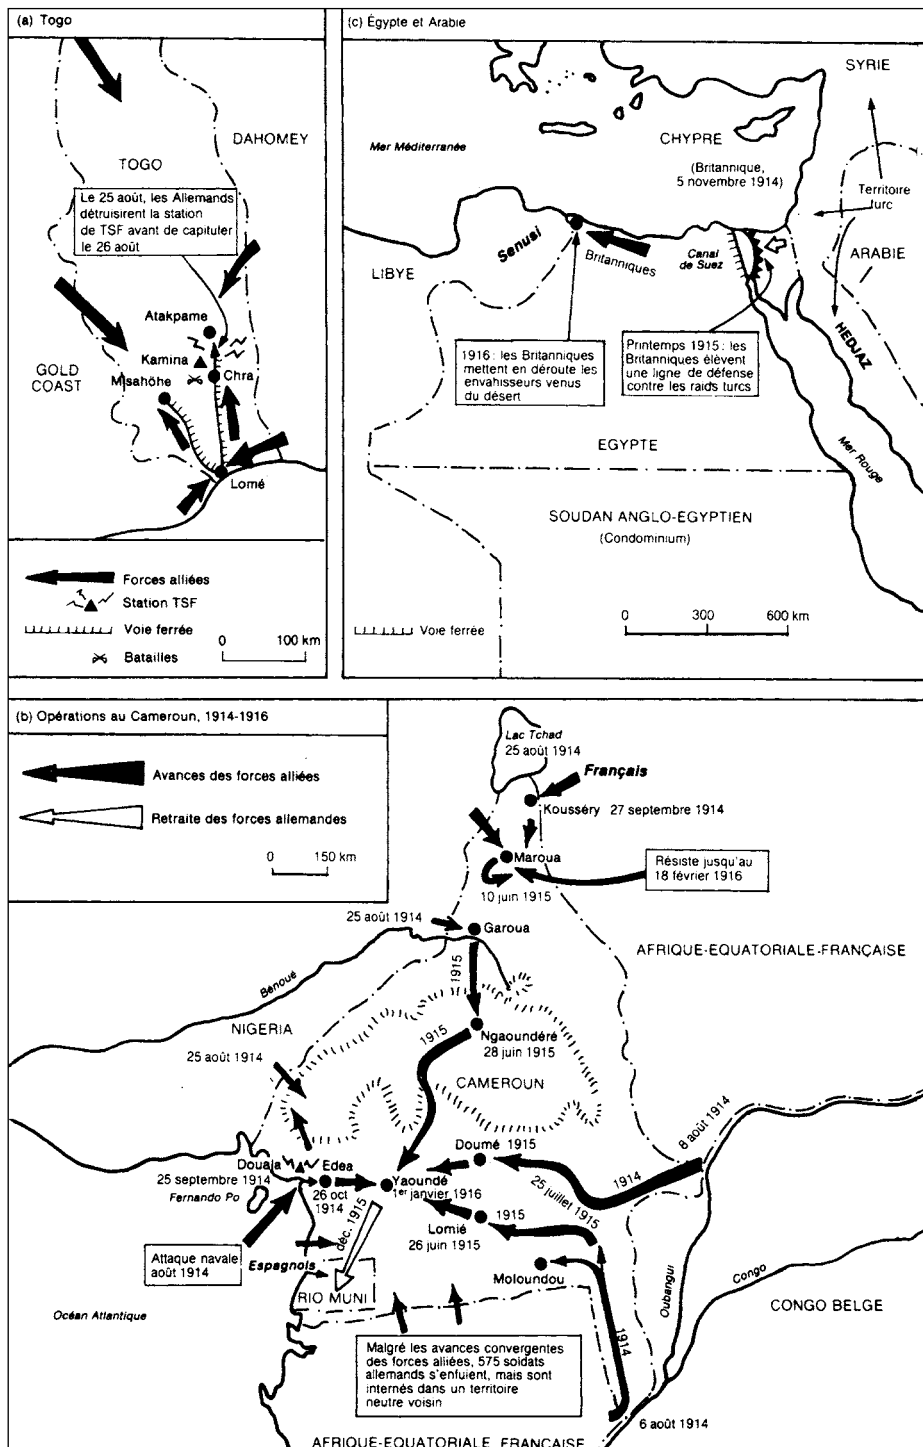 (a) Togo
DAHOMEY
TOGO
Le 25 août, les Allemands
détruisirent la station
de TSF avant de capituler
le 26 août
Atakpame
Kamina
Chra
Misahöhe
GOLD
COAST
Lomé
Forces alliées
Station TSF
Voie ferrée
Batailles
0 100 km
(c) Égypte et Arabie
SYRIE
Mer Méditerranée
CHYPRE
(Britannique,
5 novembre 1914)
Territoire
turc
Senusi
Britanniques
Canal
de Suez
LIBYE
ARABIE
HEDJAZ
1916 : les Britanniques
mettent en déroute les
envahisseurs venus
du désert
Printemps 1915 : les
Britanniques élèvent
une ligne de défense
contre les raids turcs
EGYPTE
Mer Rouge
SOUDAN ANGLO-EGYPTIEN
(Condominium)
0 300 600 km
Voie ferrée
(b) Opérations au Cameroun, 1914-1916
Avances des forces alliées
Retraite des forces allemandes
0 150 km
Lac Tchad
25 août 1914
Français
Kousséry 27 septembre 1914
Maroua
Résiste jusqu'au
18 février 1916
10 juin 1915
25 août 1914
Garoua
AFRIQUE-EQUATORIALE-FRANÇAISE
1915
Bénoué
NIGERIA
Ngaoundéré
28 juin 1915
1915
25 août 1914
CAMEROUN
8 août 1914
Doumé 1915
Douala
Edea
25 septembre 1914
Fernando Po
26 oct
1914
Yaoundé
1er janvier 1916
1914
25 juillet 1915
1915
Lomié
26 juin 1915
déc. 1915
Attaque navale
août 1914
Espagnols
RIO MUNI
Moloundou
Oubangui
Congo
Océan Atlantique
CONGO BELGE
1914
Malgré les avances convergentes
des forces alliées, 575 soldats
allemands s'enfuient, mais sont
internés dans un territoire
neutre voisin
6 août 1914
AFRIQUE-EQUATORIALE FRANÇAISE